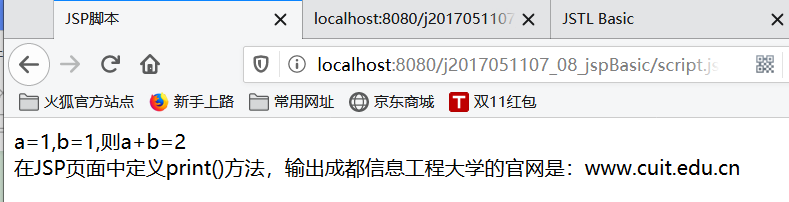 JSP脚本
localhost:8080/j2017051107
JSTL Basic
localhost:8080/j2017051107_08_jspBasic/script.js
火狐官方站点
新手上路
常用网址
京东商城
T 双11红包
a=1,b=1,则a+b=2
在JSP页面中定义print()方法，输出成都信息工程大学的官网是：www.cuit.edu.cn